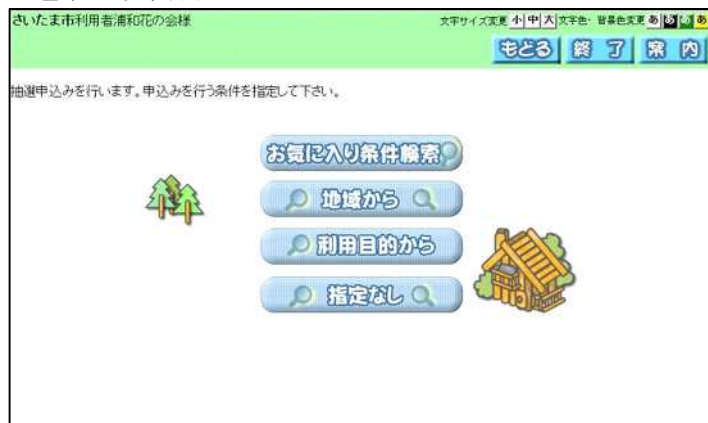 さいたま市利用者浦和花の会様
文字サイズ変更 小 中 大 文字色・背景色変更 あ あ あ あ
もどる 終了 案内
抽選申込みを行います。申込みを行う条件を指定して下さい。
お気に入り条件検索
地域から
利用目的から
指定なし